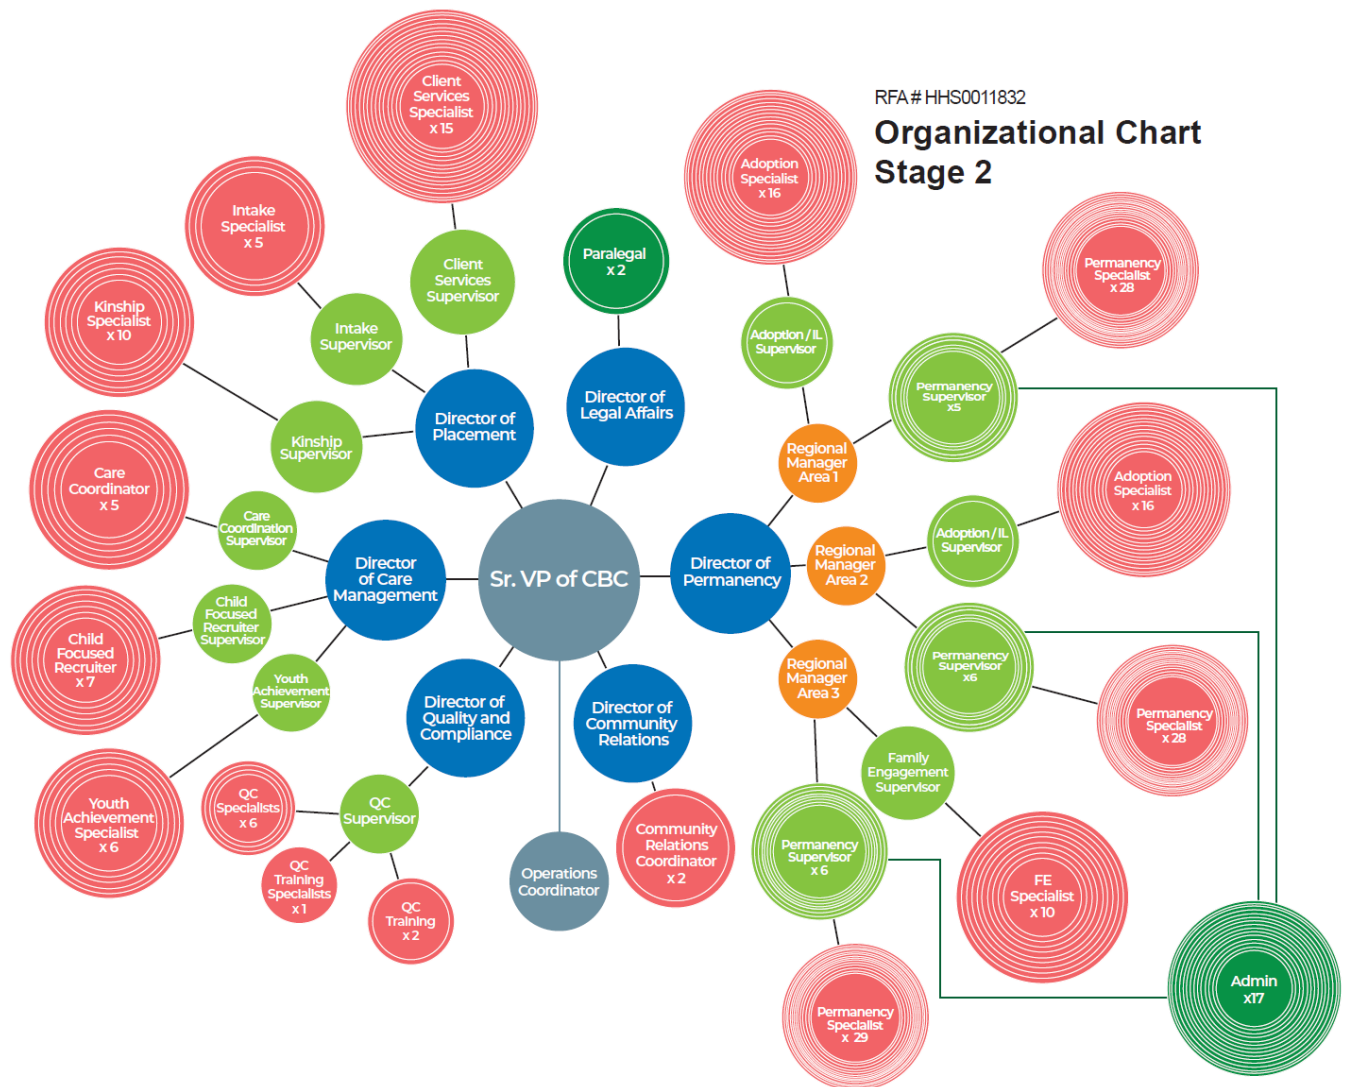 RFA # HHS0011832
Organizational Chart
Stage 2
Client
Services
Specialist
x 15
Adoption
Specialist
x 16
Intake
Specialist
x 5
Client
Services
Supervisor
Paralegal
x 2
Permanency
Specialist
x 28
Kinship
Specialist
x 10
Intake
Supervisor
Adoption / IL
Supervisor
Permanency
Supervisor
x5
Director of
Placement
Director of
Legal Affairs
Kinship
Supervisor
Regional
Manager
Area 1
Care
Coordinator
x 5
Adoption
Specialist
x 16
Care
Coordination
Supervisor
Director
of Care
Management
Sr. VP of CBC
Director of
Permanency
Regional
Manager
Area 2
Adoption / IL
Supervisor
Child
Focused
Recruiter
Supervisor
Child
Focused
Recruiter
x 7
Youth
Achievement
Supervisor
Regional
Manager
Area 3
Permanency
Supervisor
x6
Director of
Quality and
Compliance
Director of
Community
Relations
Permanency
Specialist
x 28
Family
Engagement
Supervisor
Youth
Achievement
Specialist
x 6
QC
Specialists
x 6
QC
Supervisor
Community
Relations
Coordinator
x 2
Permanency
Supervisor
x 6
QC
Training
Specialists
x 1
QC
Training
x 2
Operations
Coordinator
FE
Specialist
x 10
Admin
x17
Permanency
Specialist
x 29